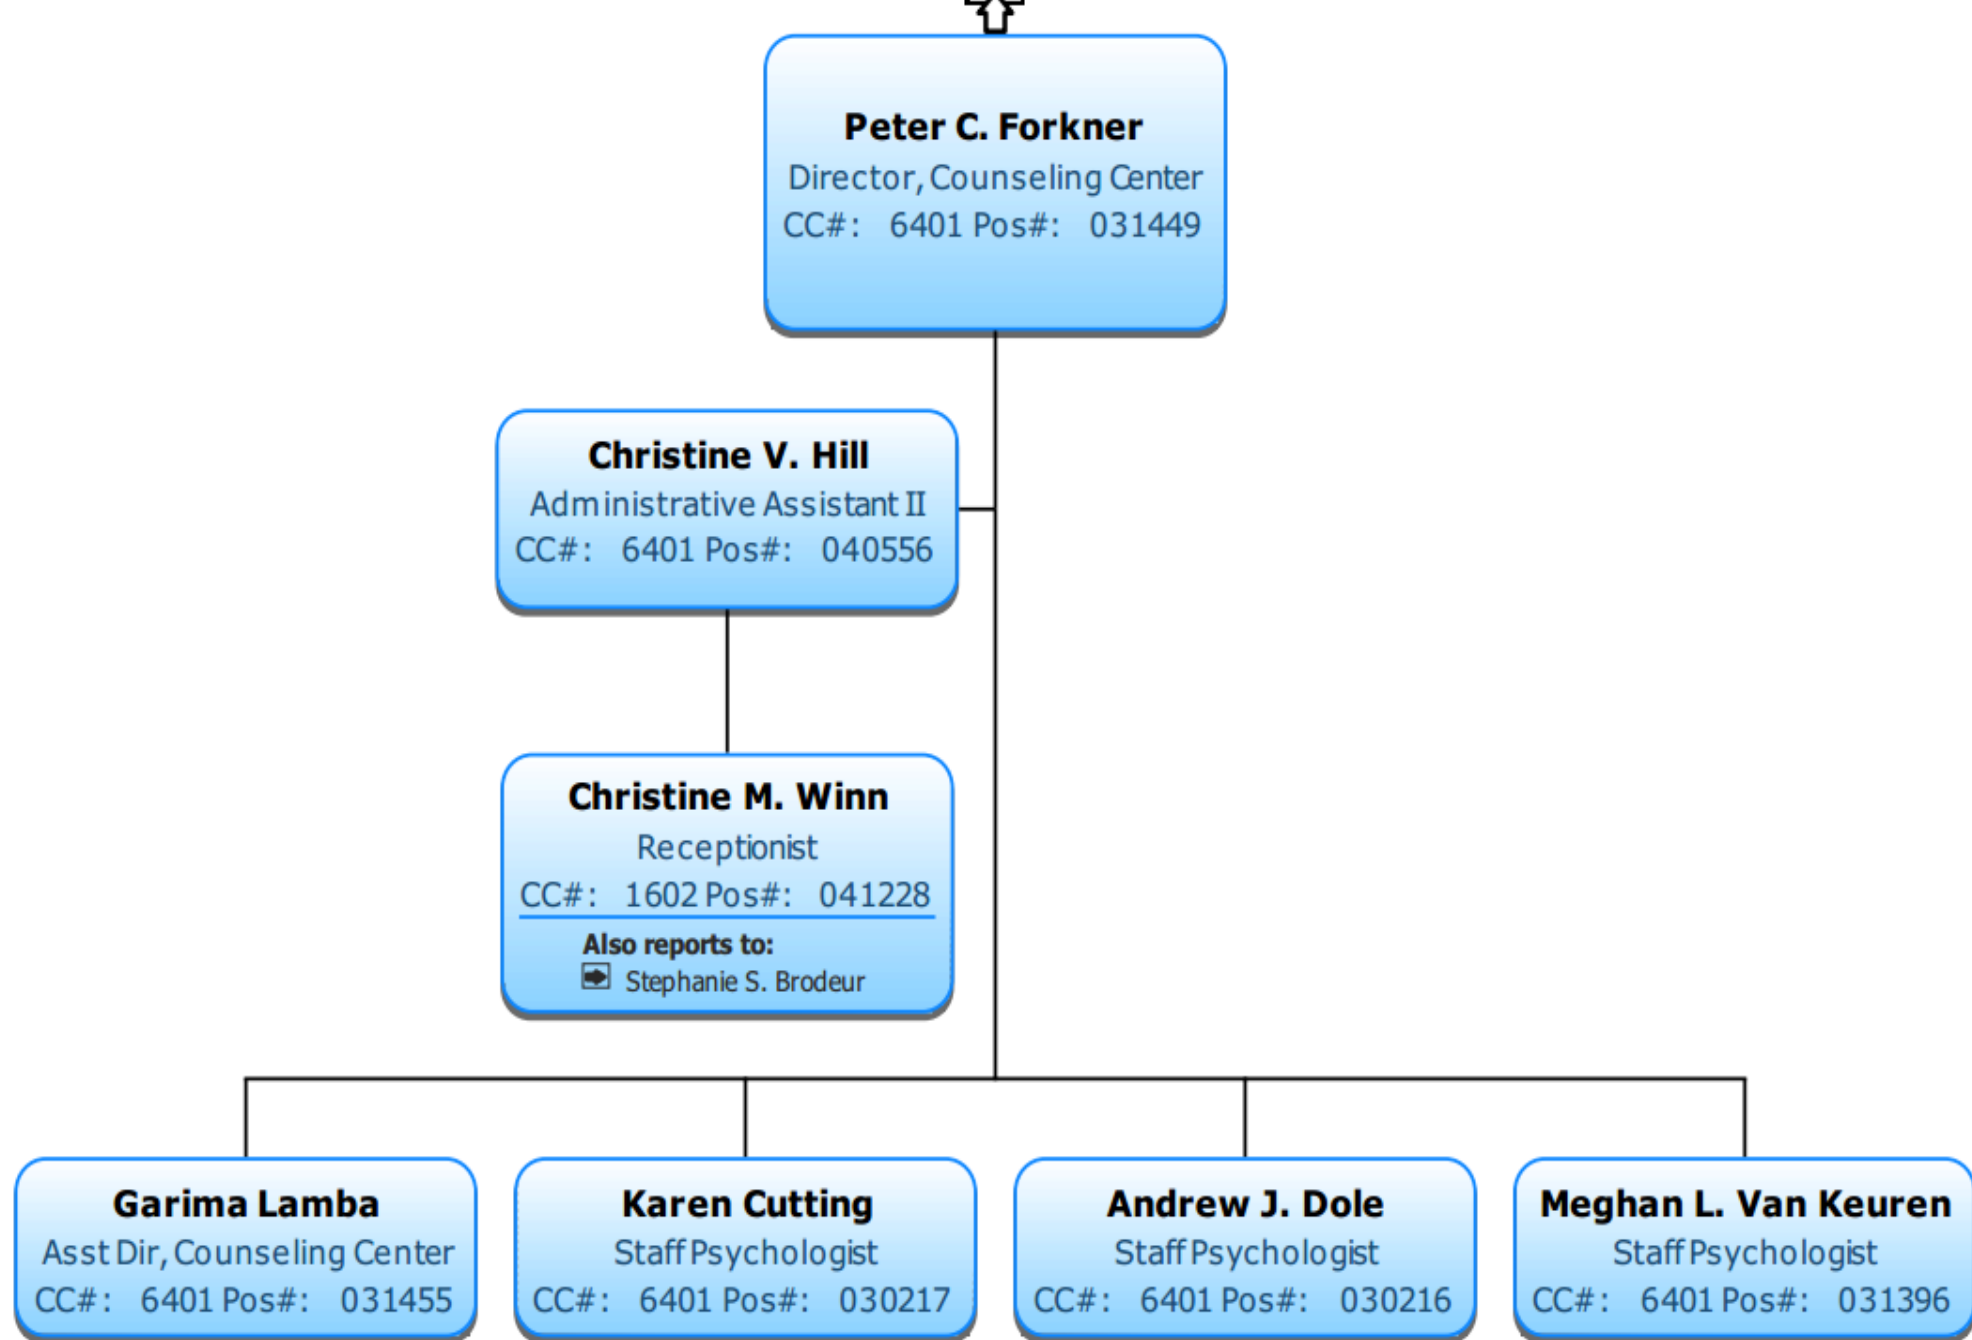 Peter C. Forkner
Director, Counseling Center
CC#: 6401 Pos#: 031449
Christine V. Hill
Administrative Assistant II
CC#: 6401 Pos#: 040556
Christine M. Winn
Receptionist
CC#: 1602 Pos#: 041228
Also reports to:
Stephanie S. Brodeur
Garima Lamba
Asst Dir, Counseling Center
CC#: 6401 Pos#: 031455
Karen Cutting
Staff Psychologist
CC#: 6401 Pos#: 030217
Andrew J. Dole
Staff Psychologist
CC#: 6401 Pos#: 030216
Meghan L. Van Keuren
Staff Psychologist
CC#: 6401 Pos#: 031396